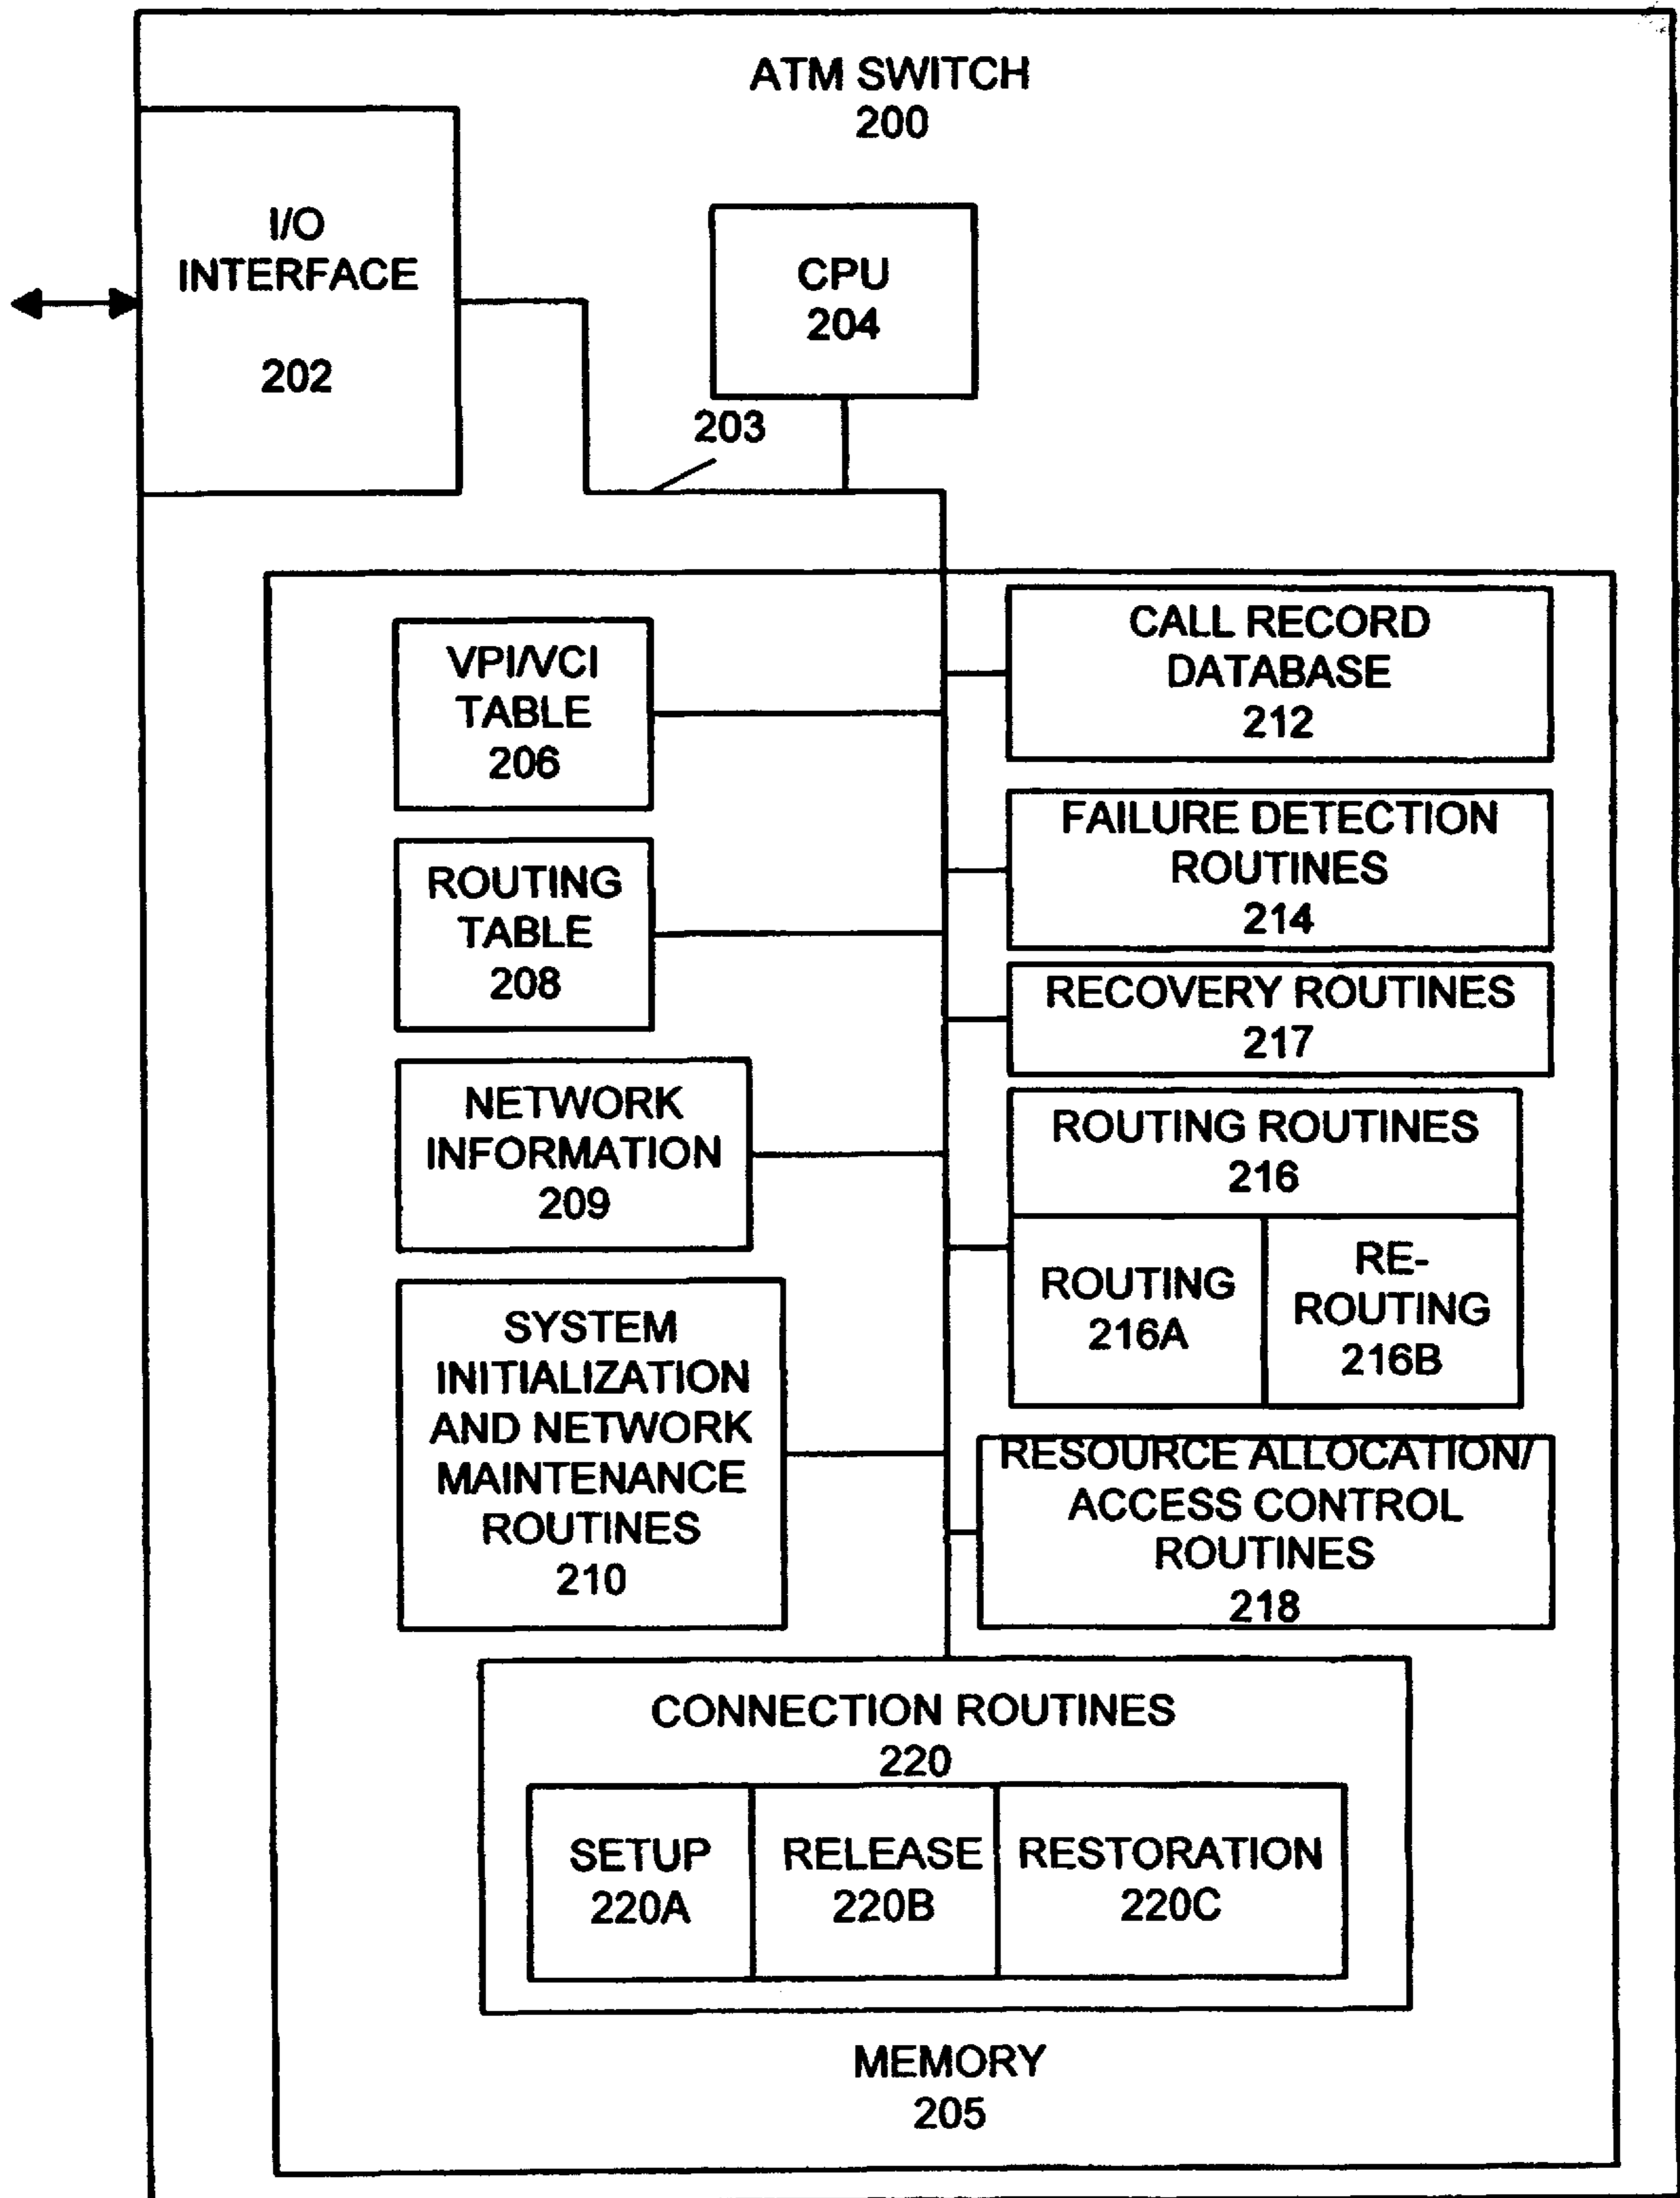 ATM SWITCH
200
I/O
INTERFACE
202
CPU
204
203
VPI/VCI
TABLE
206
ROUTING
TABLE
208
NETWORK
INFORMATION
209
SYSTEM
INITIALIZATION
AND NETWORK
MAINTENANCE
ROUTINES
210
CALL RECORD
DATABASE
212
FAILURE DETECTION
ROUTINES
214
RECOVERY ROUTINES
217
ROUTING ROUTINES
216
ROUTING
216A
RE-
ROUTING
216B
RESOURCE ALLOCATION/
ACCESS CONTROL
ROUTINES
218
CONNECTION ROUTINES
220
SETUP
220A
RELEASE
220B
RESTORATION
220C
MEMORY
205